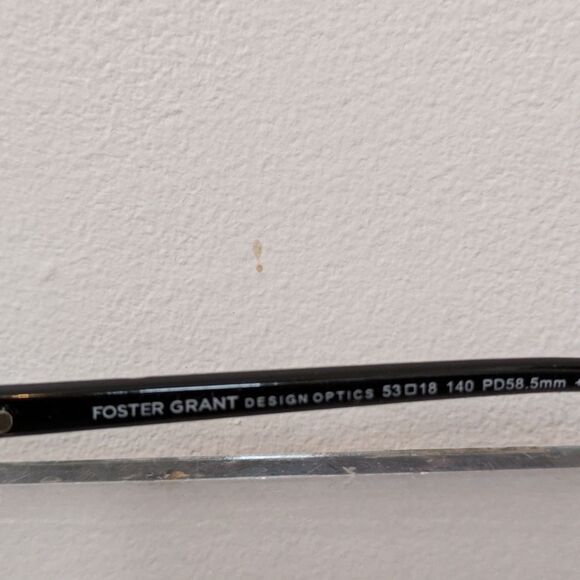 FOSTER GRANT DESIGN OPTICS 53□18 140 PD58.5mm